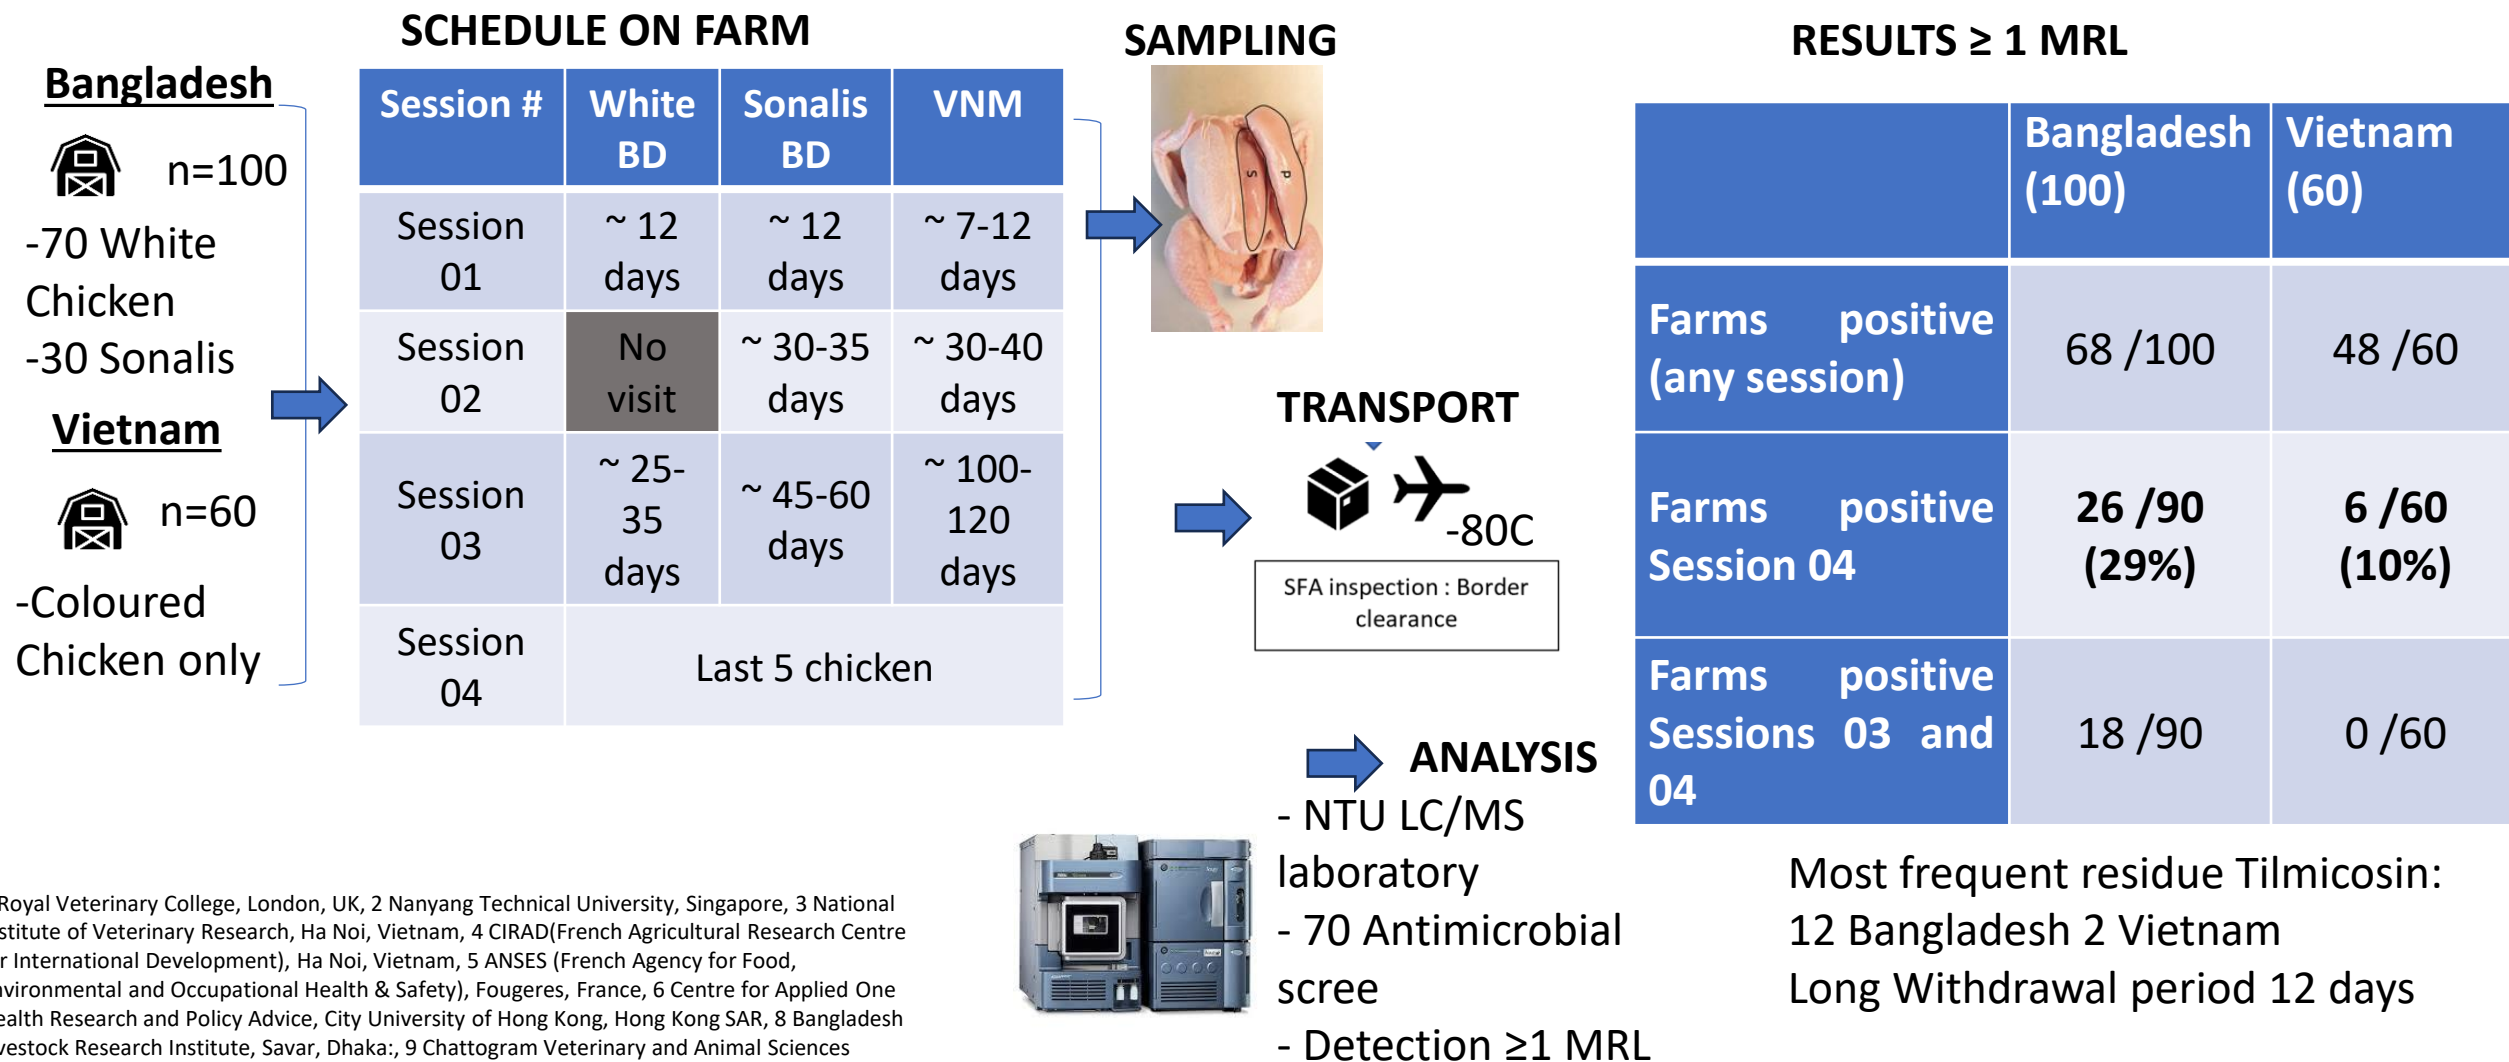 SCHEDULE ON FARM
Bangladesh
n=100
-70 White
Chicken
-30 Sonalis
Vietnam
n=60
-Coloured
Chicken only
Session # White BD Sonalis BD VNM
Session 01 ~ 12 days ~ 12 days ~ 7-12 days
Session 02 No visit ~ 30-35 days ~ 30-40 days
Session 03 ~ 25-35 days ~ 45-60 days ~ 100-120 days
Session 04 Last 5 chicken
SAMPLING
S P
TRANSPORT
-80C
SFA inspection : Border
clearance
ANALYSIS
- NTU LC/MS
laboratory
- 70 Antimicrobial
scree
- Detection ≥1 MRL
RESULTS ≥ 1 MRL
Bangladesh (100) Vietnam (60)
Farms positive (any session) 68 /100 48 /60
Farms positive Session 04 26 /90 (29%) 6 /60 (10%)
Farms positive Sessions 03 and 04 18 /90 0 /60
Most frequent residue Tilmicosin:
12 Bangladesh 2 Vietnam
Long Withdrawal period 12 days
Royal Veterinary College, London, UK, 2 Nanyang Technical University, Singapore, 3 National
stitute of Veterinary Research, Ha Noi, Vietnam, 4 CIRAD(French Agricultural Research Centre
r International Development), Ha Noi, Vietnam, 5 ANSES (French Agency for Food,
nvironmental and Occupational Health & Safety), Fougeres, France, 6 Centre for Applied One
ealth Research and Policy Advice, City University of Hong Kong, Hong Kong SAR, 8 Bangladesh
vestock Research Institute, Savar, Dhaka:, 9 Chattogram Veterinary and Animal Sciences